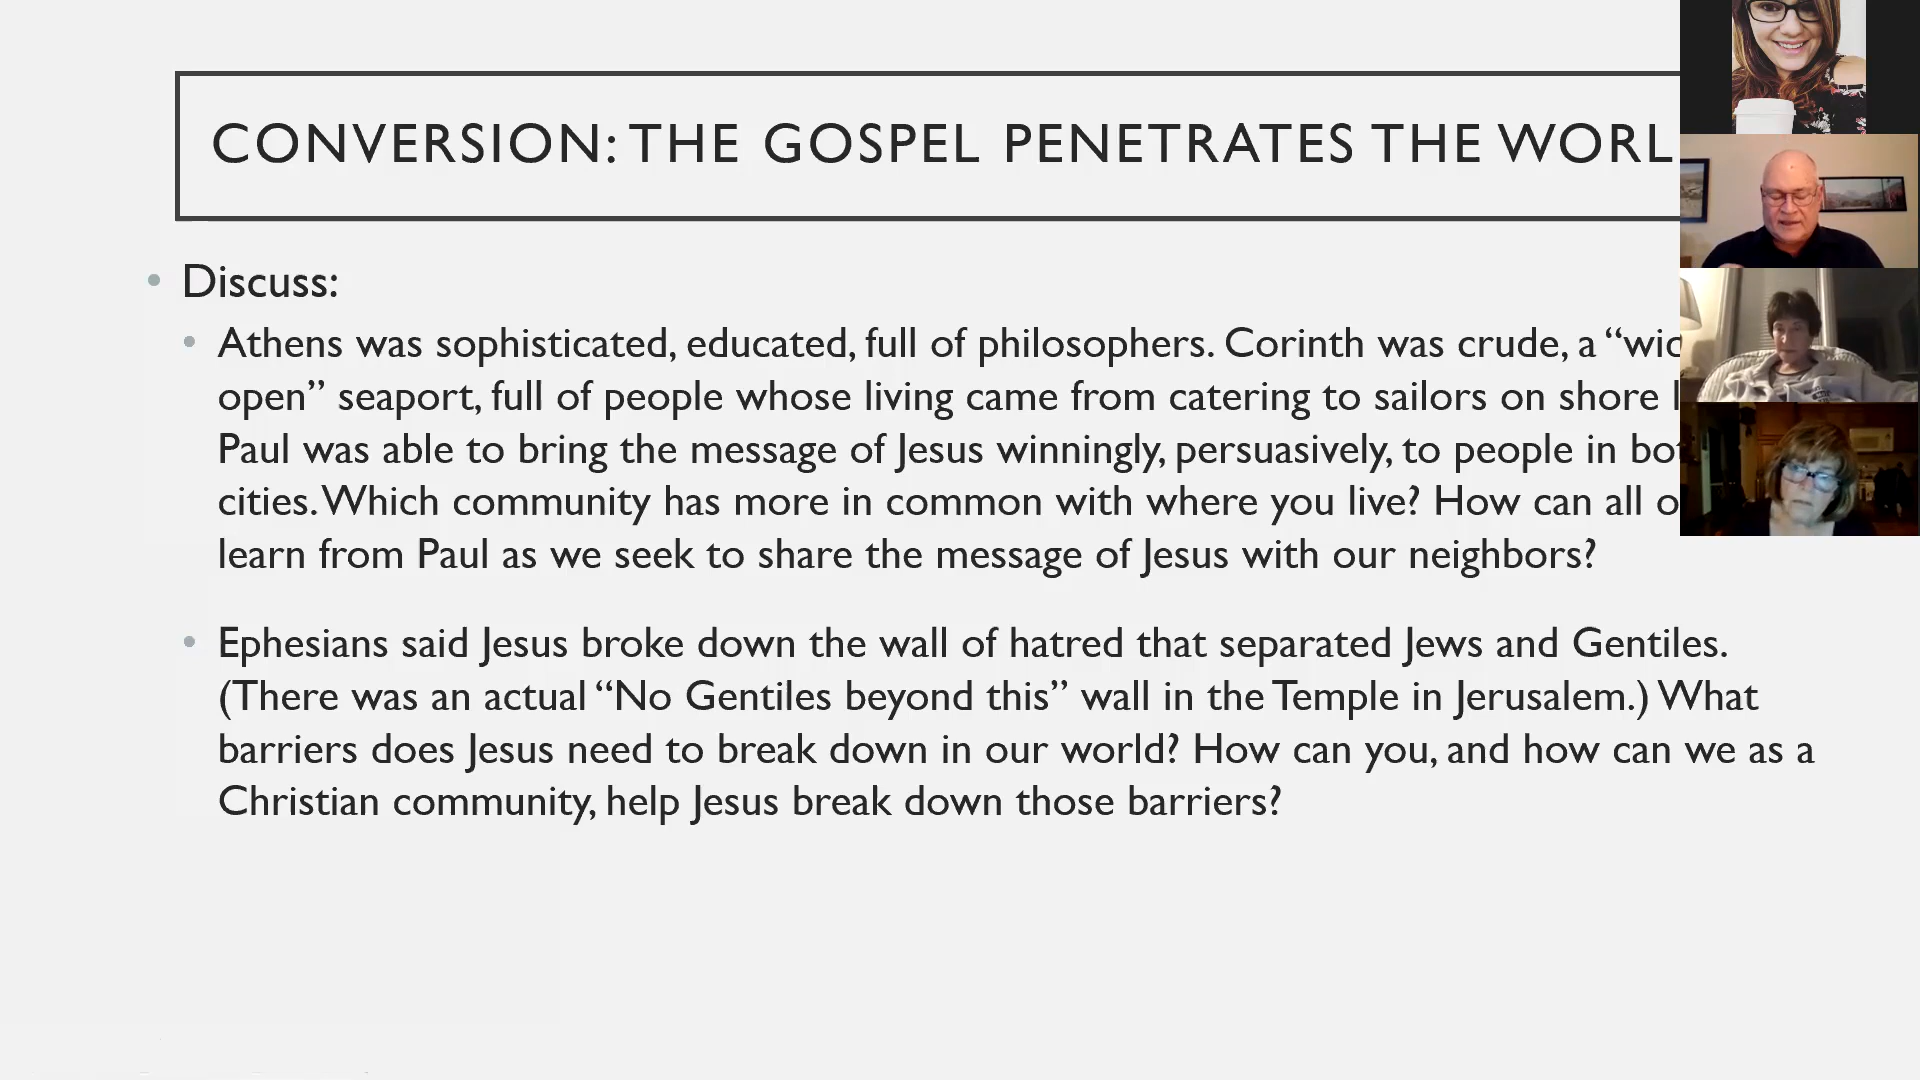 CONVERSION: THE GOSPEL PENETRATES THE WORL
Discuss:
Athens was sophisticated, educated, full of philosophers. Corinth was crude, a “wid
open” seaport, full of people whose living came from catering to sailors on shore l
Paul was able to bring the message of Jesus winningly, persuasively, to people in bot
cities. Which community has more in common with where you live? How can all o
learn from Paul as we seek to share the message of Jesus with our neighbors?
Ephesians said Jesus broke down the wall of hatred that separated Jews and Gentiles.
(There was an actual “No Gentiles beyond this” wall in the Temple in Jerusalem.) What
barriers does Jesus need to break down in our world? How can you, and how can we as a
Christian community, help Jesus break down those barriers?